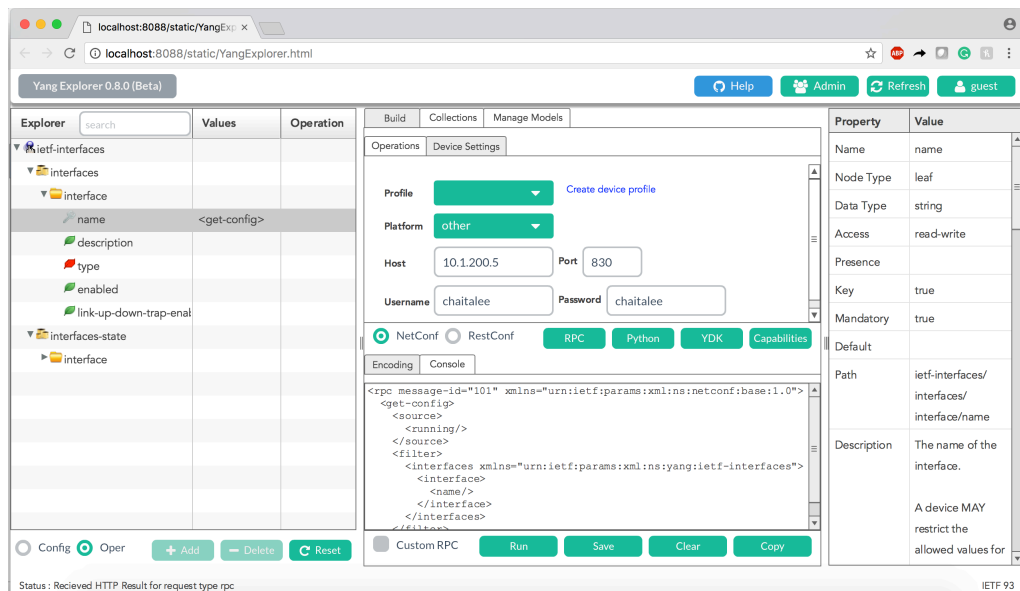 localhost:8088/static/YangExp
localhost:8088/static/YangExplorer.html
ABP
Yang Explorer 0.8.0 (Beta)
Help
Admin
Refresh
guest
Explorer
search
Values
Operation
ietf-interfaces
interfaces
interface
name
<get-config>
description
type
enabled
link-up-down-trap-enab
interfaces-state
interface
Config
Oper
+ Add
− Delete
Reset
Build
Collections
Manage Models
Operations
Device Settings
Profile
Create device profile
Platform
other
Host
10.1.200.5
Port
830
Username
chaitalee
Password
chaitalee
NetConf
RestConf
RPC
Python
YDK
Capabilities
Encoding
Console
<rpc message-id="101" xmlns="urn:ietf:params:xml:ns:netconf:base:1.0">
<get-config>
<source>
<running/>
</source>
<filter>
<interfaces xmlns="urn:ietf:params:xml:ns:yang:ietf-interfaces">
<interface>
<name/>
</interface>
</interfaces>
</filter>
Custom RPC
Run
Save
Clear
Copy
Property
Value
Name
name
Node Type
leaf
Data Type
string
Access
read-write
Presence
Key
true
Mandatory
true
Default
Path
ietf-interfaces/
interfaces/
interface/name
Description
The name of the
interface.
A device MAY
restrict the
allowed values for
Status : Recieved HTTP Result for request type rpc
IETF 93